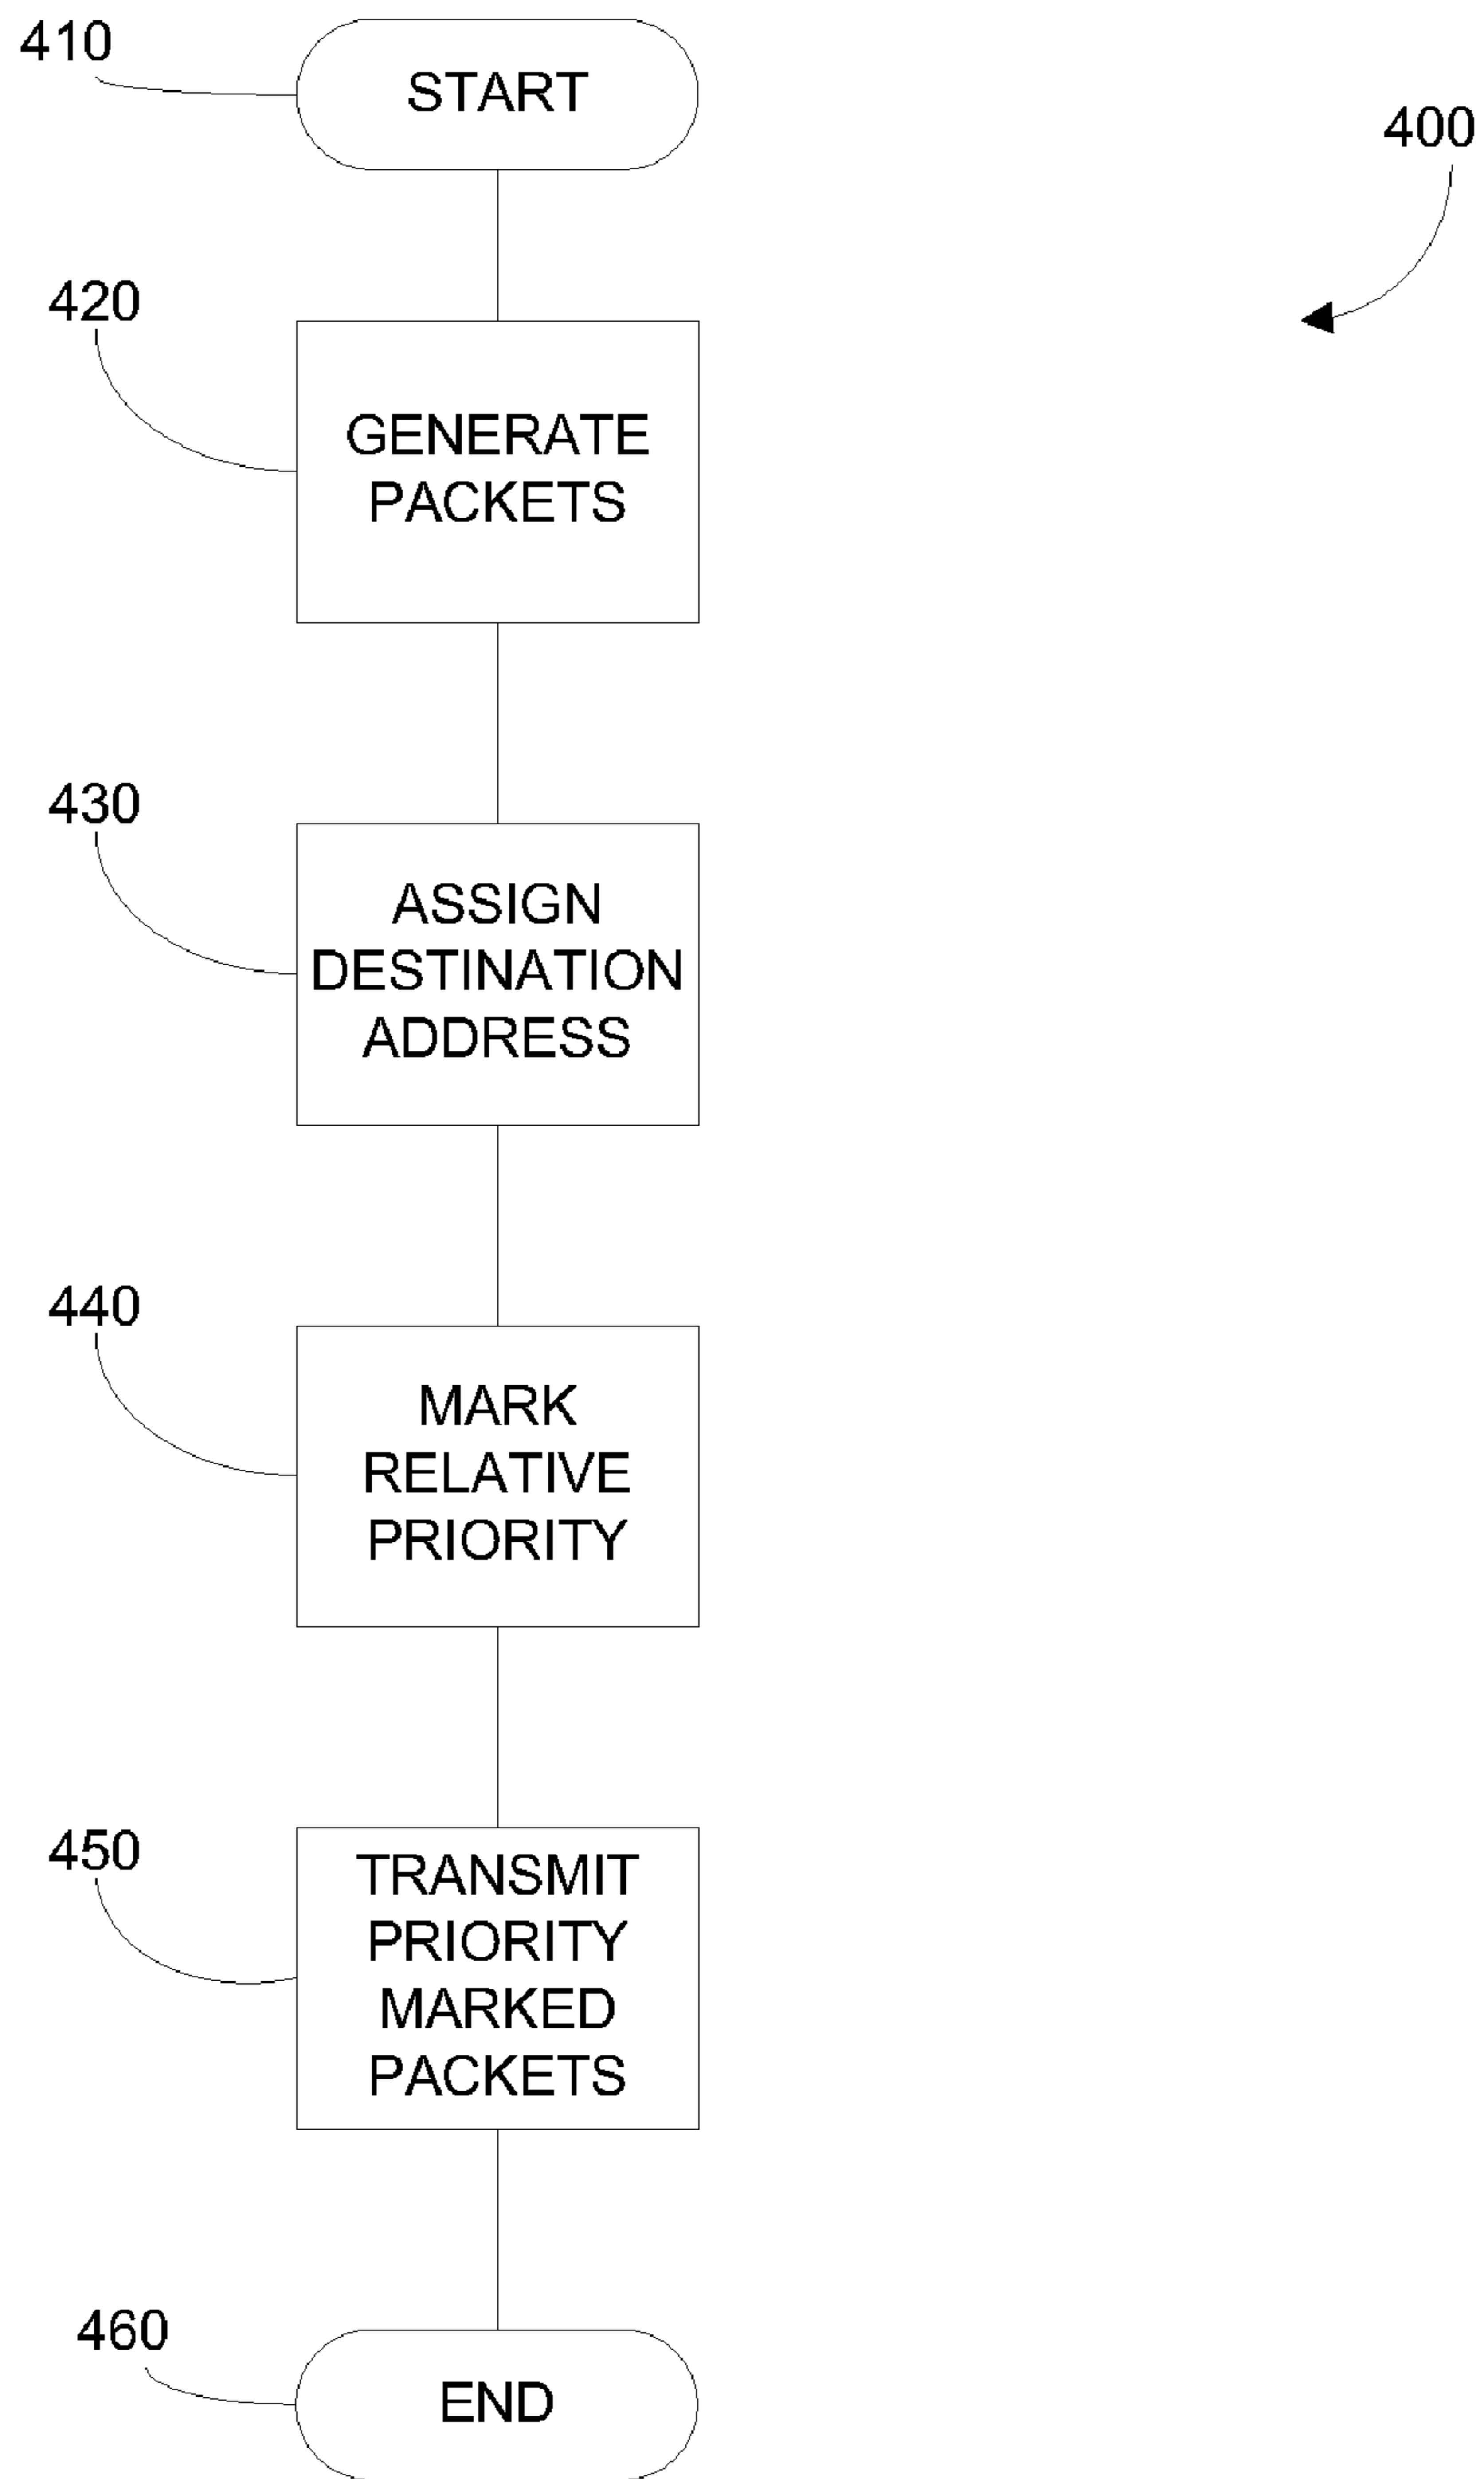 410
START
400
420
GENERATE
PACKETS
430
ASSIGN
DESTINATION
ADDRESS
440
MARK
RELATIVE
PRIORITY
450
TRANSMIT
PRIORITY
MARKED
PACKETS
460
END